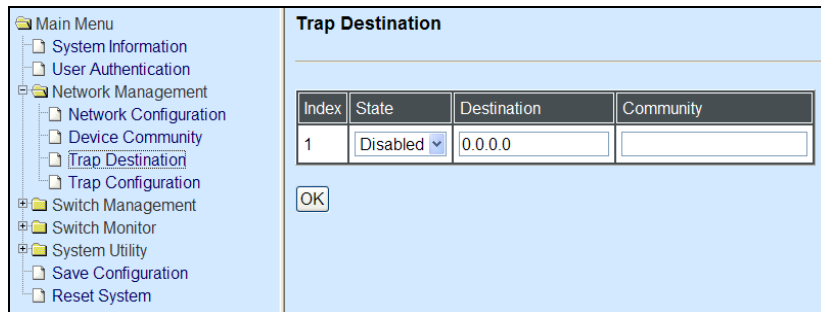 Main Menu
System Information
User Authentication
Network Management
Network Configuration
Device Community
Trap Destination
Trap Configuration
Switch Management
Switch Monitor
System Utility
Save Configuration
Reset System
Trap Destination
Index State Destination Community
1 Disabled 0.0.0.0
OK